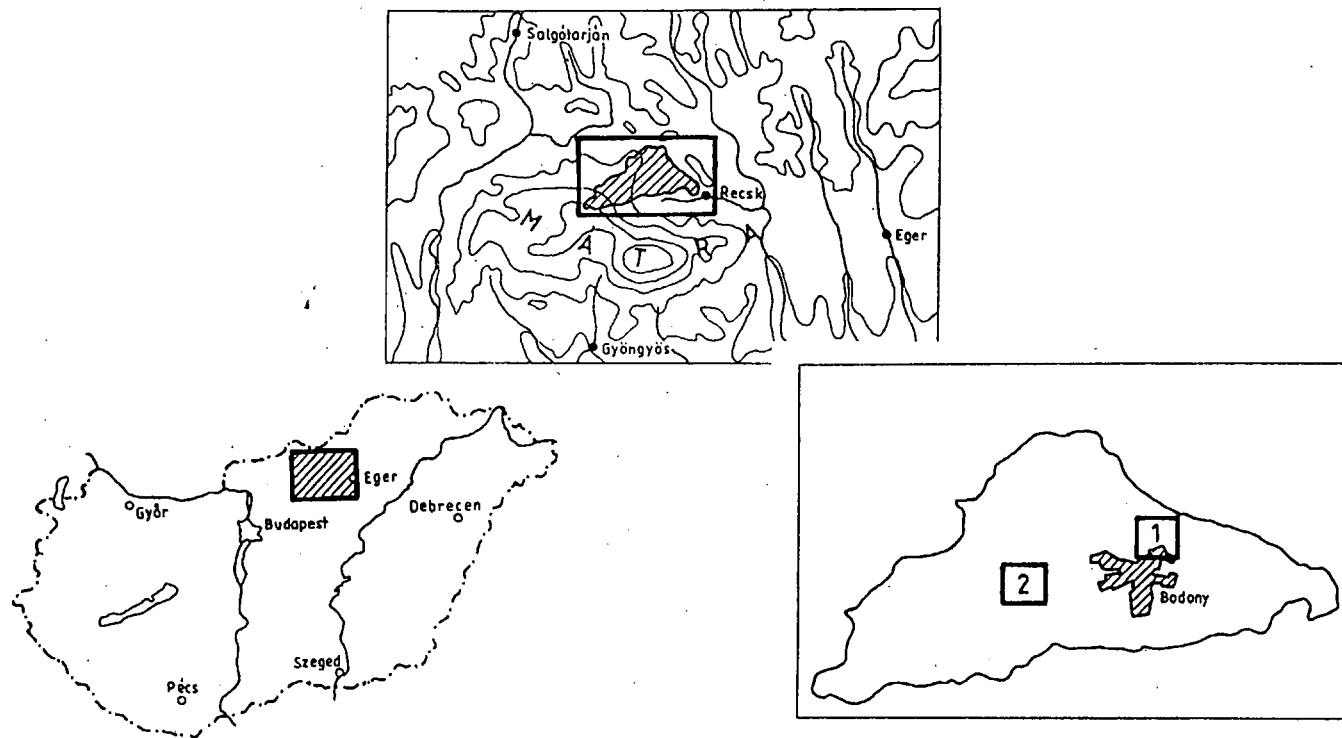 Salgótarján
Recsk
M Á T R A
Eger
Gyöngyös
Eger
Győr
Budapest
Debrecen
Szeged
Pécs
1
2
Bodony